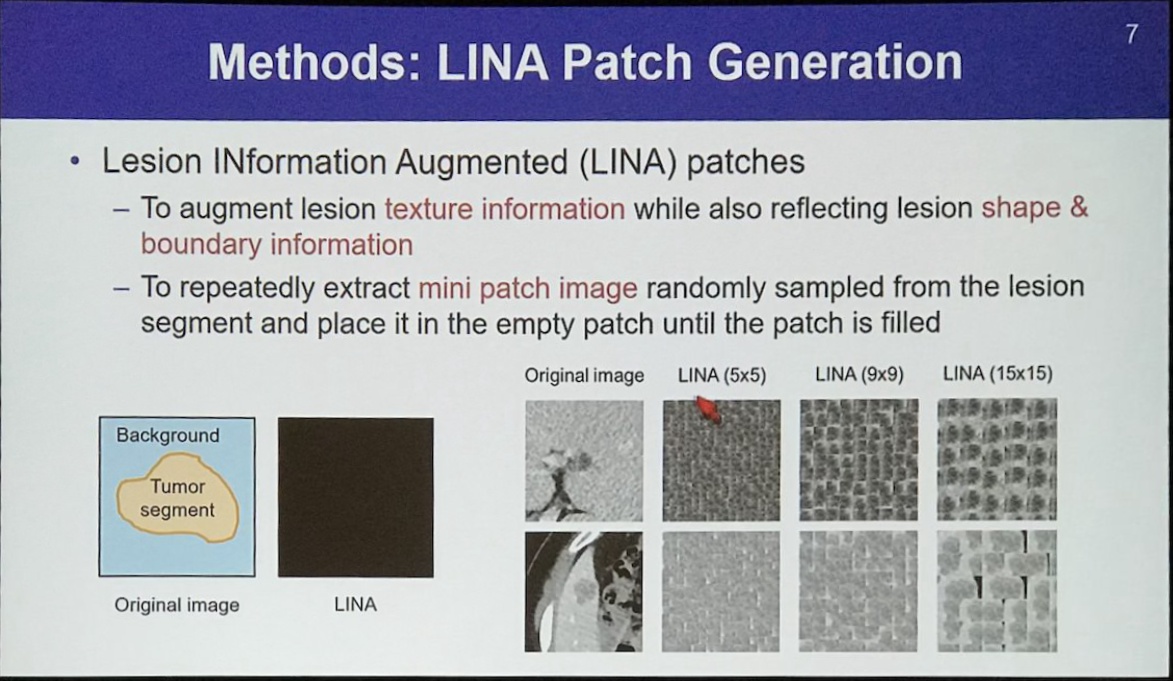 7
Methods: LINA Patch Generation
• Lesion INformation Augmented (LINA) patches
– To augment lesion texture information while also reflecting lesion shape &
boundary information
– To repeatedly extract mini patch image randomly sampled from the lesion
segment and place it in the empty patch until the patch is filled
Original image LINA (5x5) LINA (9x9) LINA (15x15)
Background
Tumor
segment
Original image LINA